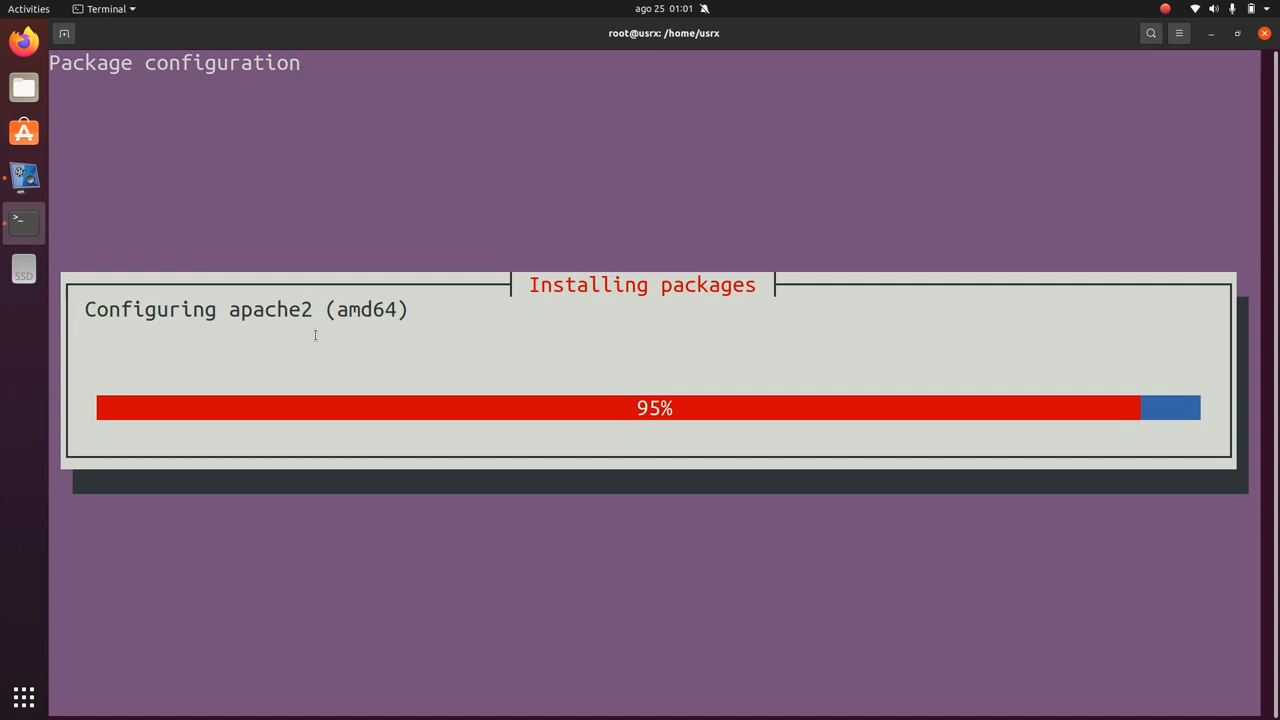 Activities
Terminal
ago 25 01:01
root@usrx: /home/usrx
Package configuration
Installing packages
Configuring apache2 (amd64)
95%
>_
SSD